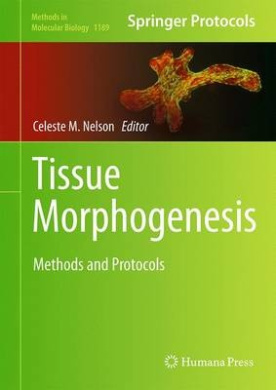 Methods in
Molecular Biology 1189
Springer Protocols
Celeste M. Nelson Editor
Tissue
Morphogenesis
Methods and Protocols
Humana Press